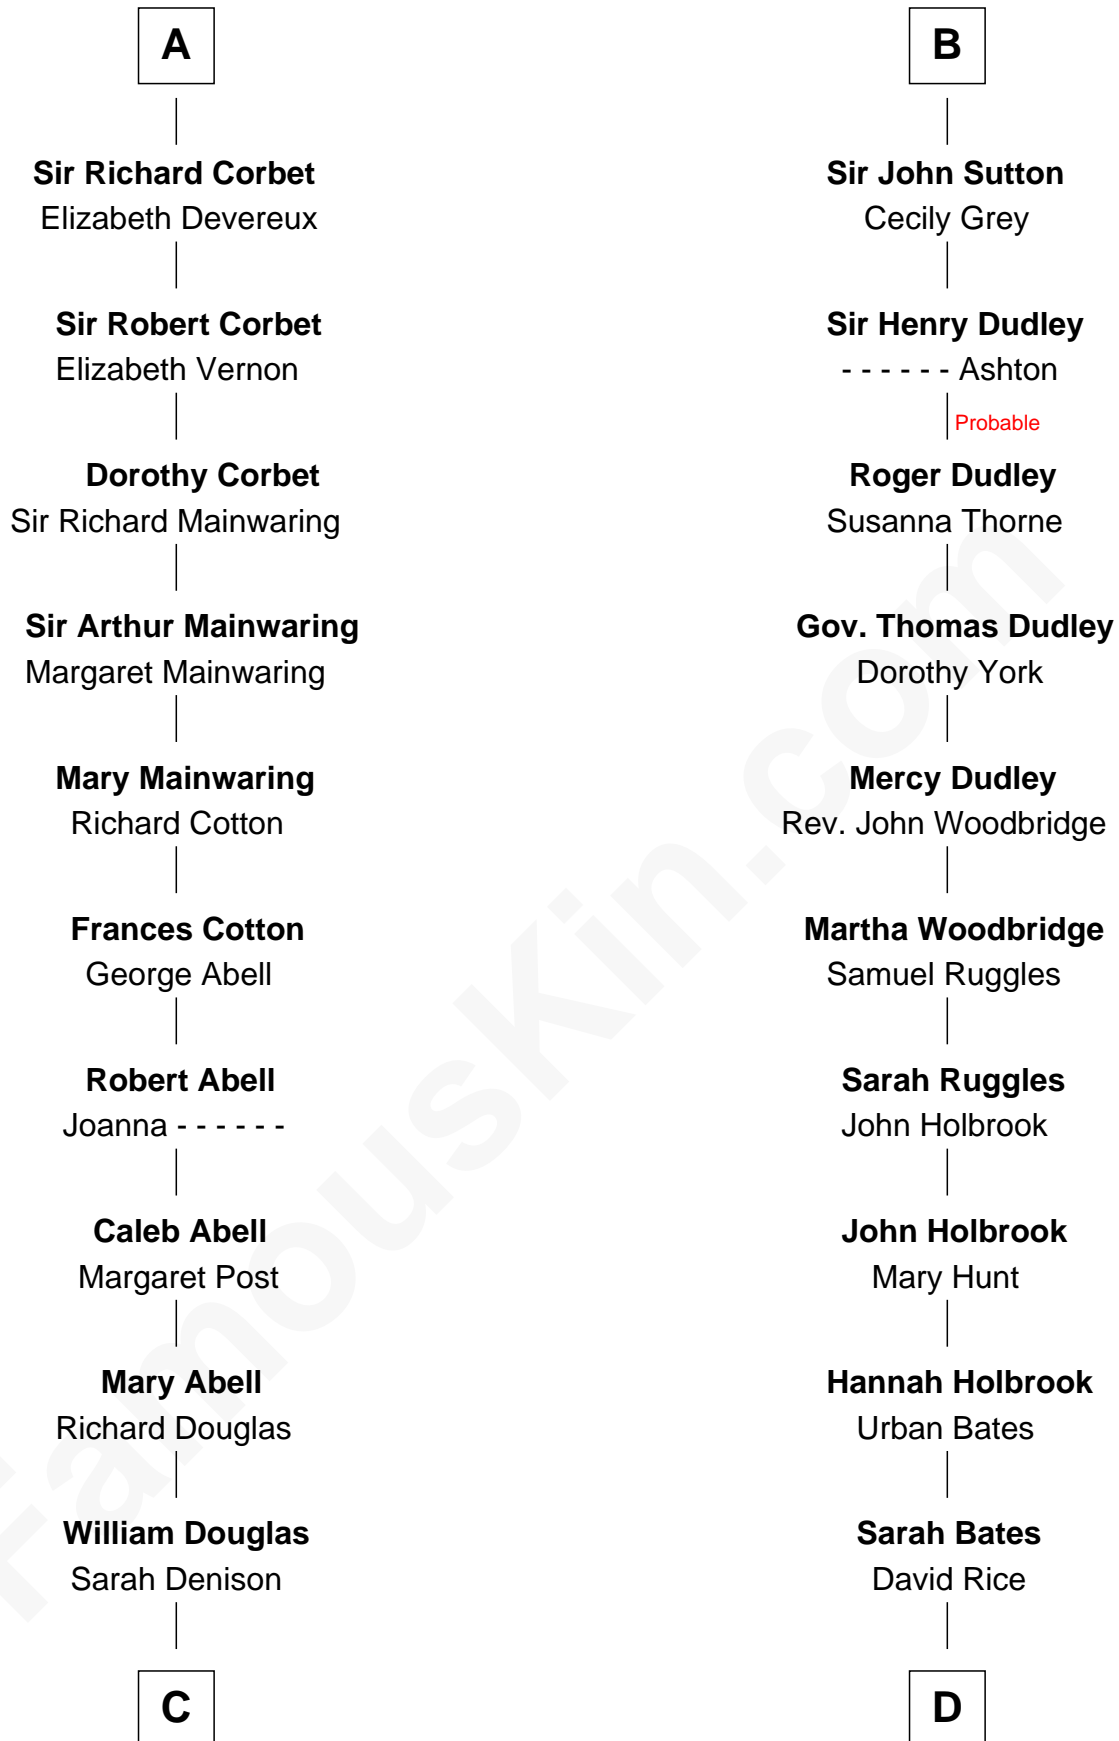 A
Sir Richard Corbet
Elizabeth Devereux
Sir Robert Corbet
Elizabeth Vernon
Dorothy Corbet
Sir Richard Mainwaring
Sir Arthur Mainwaring
Margaret Mainwaring
Mary Mainwaring
Richard Cotton
Frances Cotton
George Abell
Robert Abell
Joanna - - - - - -
Caleb Abell
Margaret Post
Mary Abell
Richard Douglas
William Douglas
Sarah Denison
C
B
Sir John Sutton
Cecily Grey
Sir Henry Dudley
- - - - - - Ashton
Probable
Roger Dudley
Susanna Thorne
Gov. Thomas Dudley
Dorothy York
Mercy Dudley
Rev. John Woodbridge
Martha Woodbridge
Samuel Ruggles
Sarah Ruggles
John Holbrook
John Holbrook
Mary Hunt
Hannah Holbrook
Urban Bates
Sarah Bates
David Rice
D
FamousKin.com